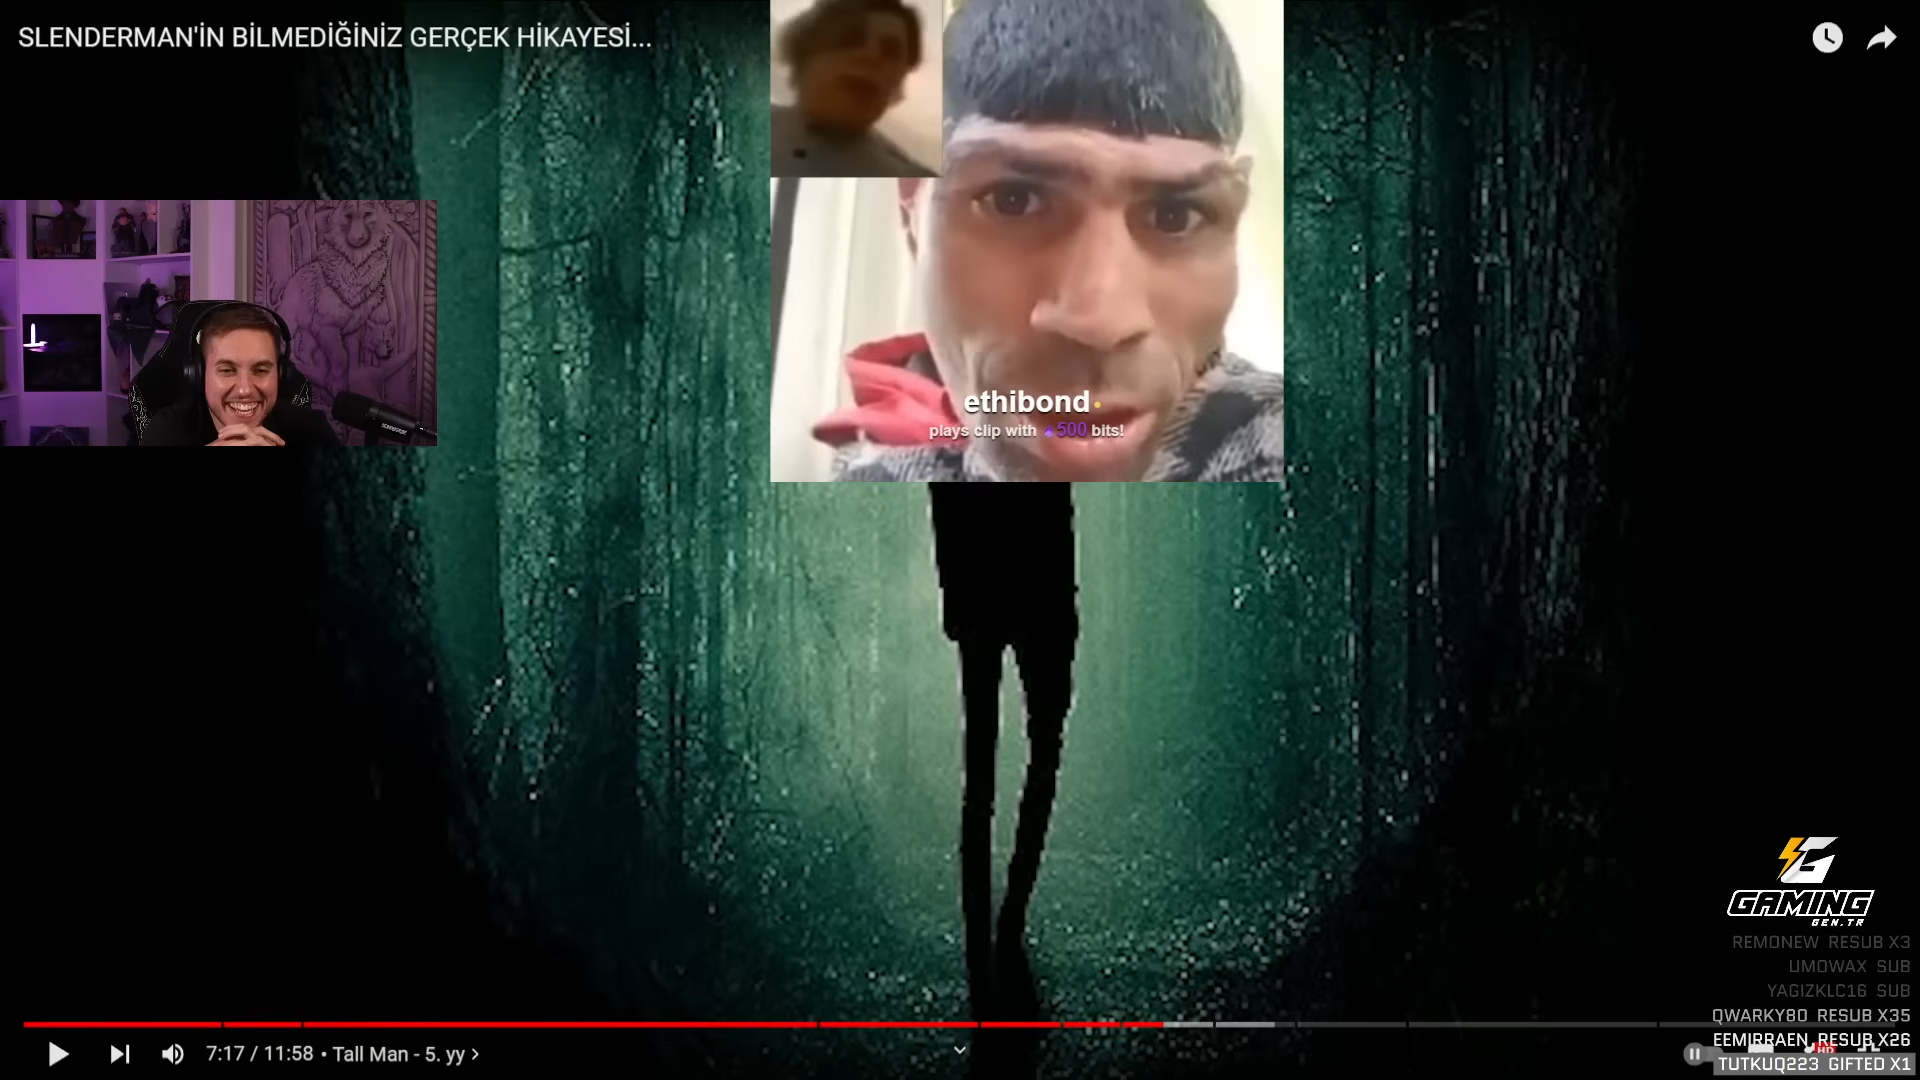 SLENDERMAN'İN BİLMEDİĞİNİZ GERÇEK HİKAYESİ...
ethibond
plays clip with 500 bits!
GAMING
GEN.TR
REMONEW RESUB X3
UMOWAX SUB
YAGIZKLC16 SUB
QWARKY80 RESUB X35
EEMIRRAEN RESUB X26
TUTKUQ223 GIFTED X1
7:17 / 11:58 • Tall Man - 5. yy
HD